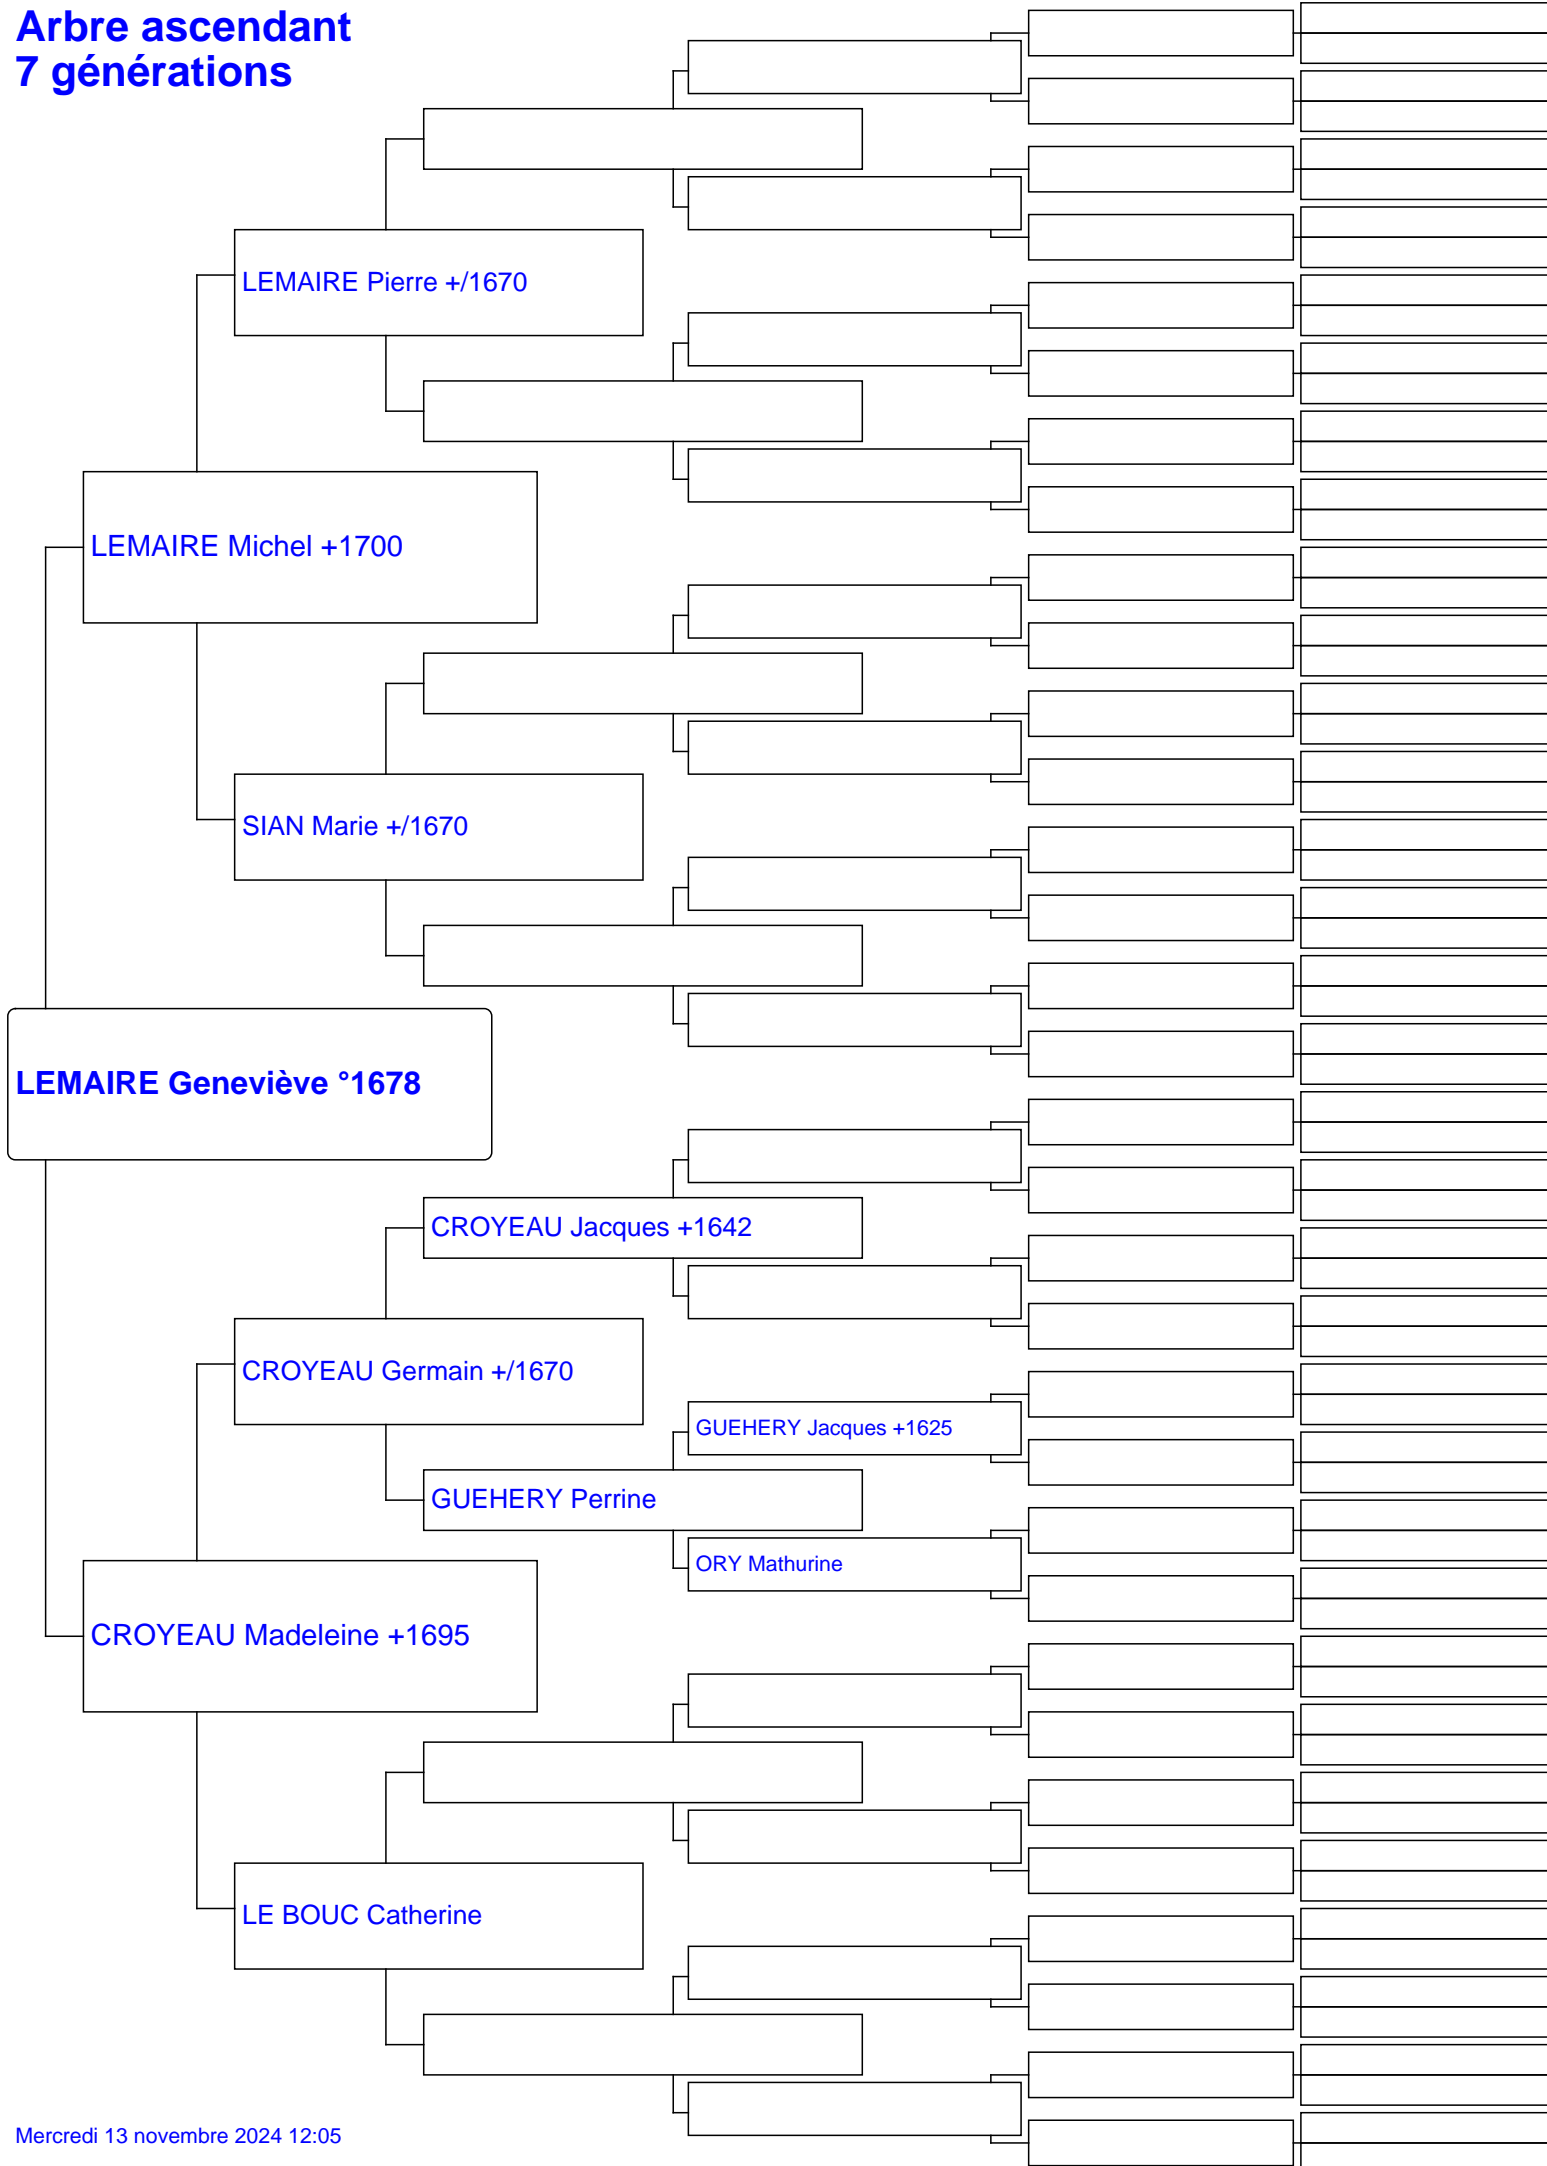 Arbre ascendant
7 générations
LEMAIRE Pierre +/1670
LEMAIRE Michel +1700
SIAN Marie +/1670
LEMAIRE Geneviève °1678
CROYEAU Jacques +1642
CROYEAU Germain +/1670
GUEHERY Jacques +1625
GUEHERY Perrine
ORY Mathurine
CROYEAU Madeleine +1695
LE BOUC Catherine
Mercredi 13 novembre 2024 12:05